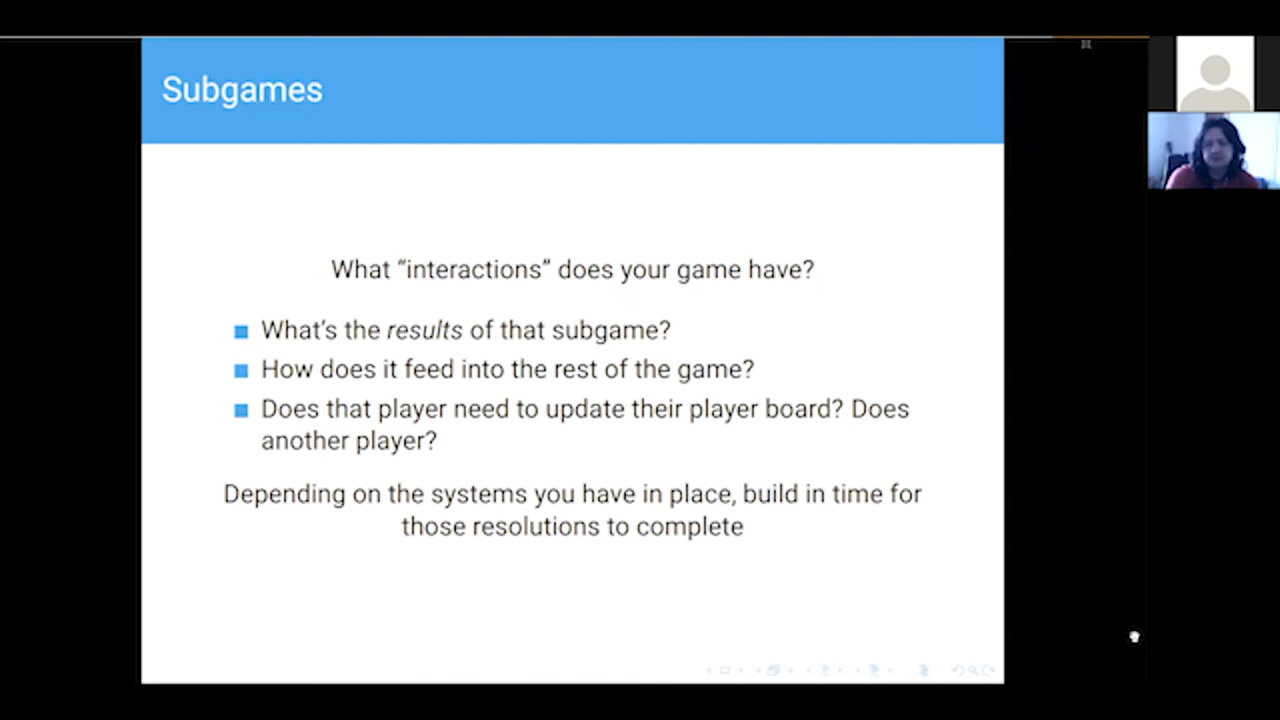 Subgames
What “interactions” does your game have?
What’s the results of that subgame?
How does it feed into the rest of the game?
Does that player need to update their player board? Does
another player?
Depending on the systems you have in place, build in time for
those resolutions to complete